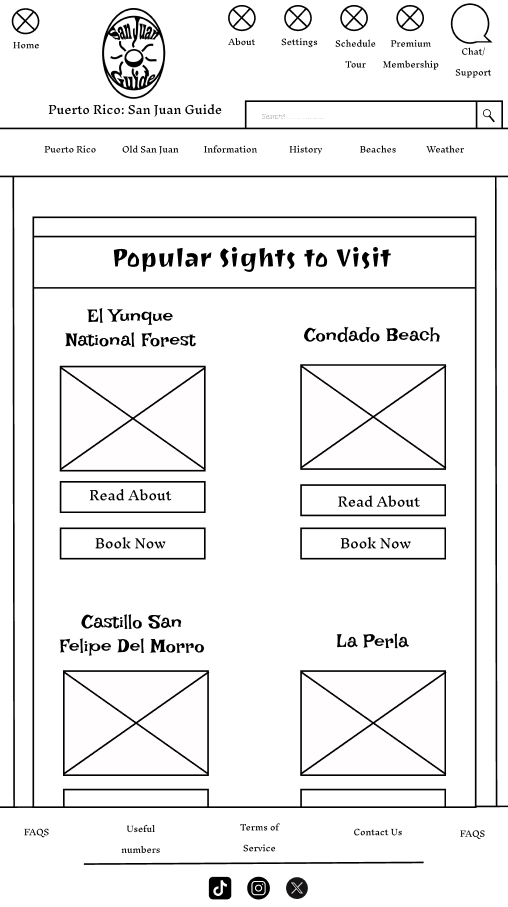 San Juan
Guide
Home
About
Settings
Schedule
Tour
Premium
Membership
Chat/
Support
Puerto Rico: San Juan Guide
Search!.....................
Puerto Rico
Old San Juan
Information
History
Beaches
Weather
Popular Sights to Visit
El Yunque
National Forest
Condado Beach
Read About
Read About
Book Now
Book Now
Castillo San
Felipe Del Morro
La Perla
FAQS
Useful
numbers
Terms of
Service
Contact Us
FAQS